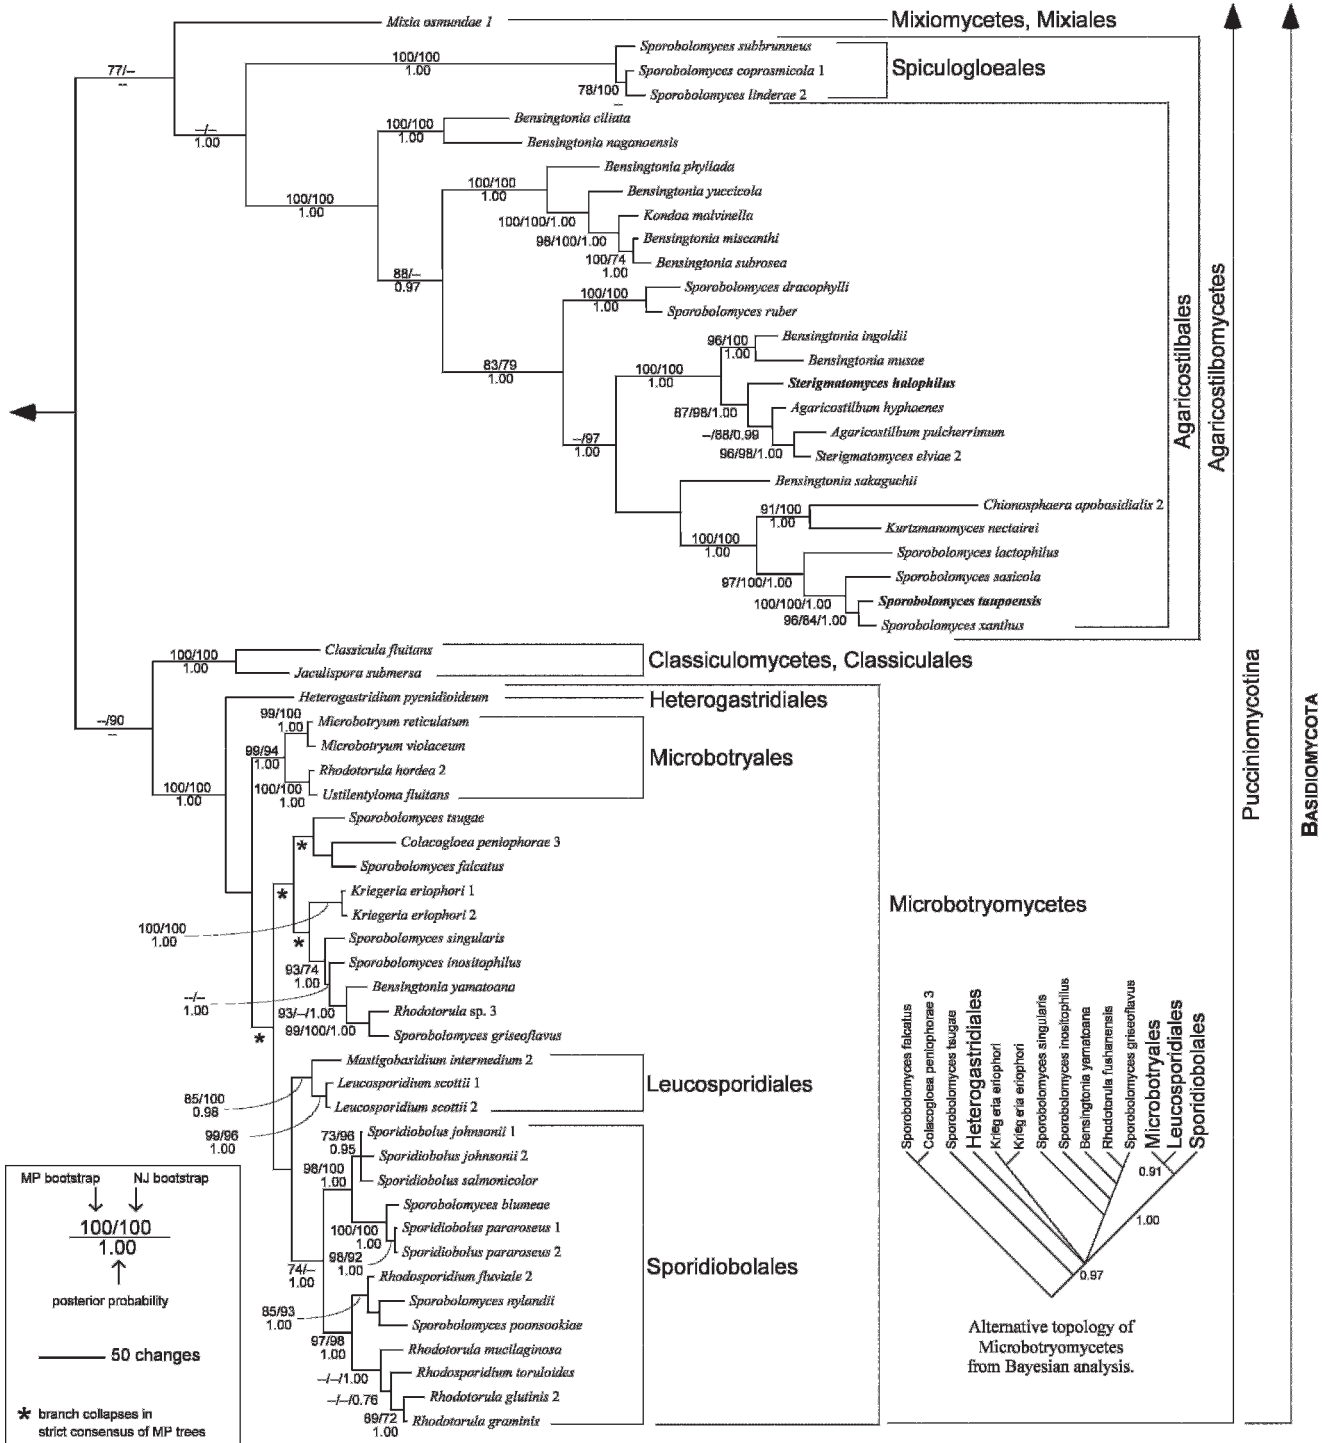 Mixia osmundae 1
Mixiomycetes, Mixiales
77/--
--
Sporobolomyces subbrunneus
100/100
1.00
Sporobolomyces coprosmicola 1
Spiculogloeales
78/100
--
Sporobolomyces linderae 2
--/--
1.00
100/100
1.00
Bensingtonia ciliata
Bensingtonia naganoensis
100/100
1.00
Bensingtonia phyllada
100/100
1.00
Bensingtonia yuccicola
100/100/1.00
Kondoa malvinella
98/100/1.00
Bensingtonia miscanthi
100/74
1.00
Bensingtonia subrosea
88/--
0.97
100/100
1.00
Sporobolomyces dracophylli
Sporobolomyces ruber
83/79
1.00
96/100
1.00
Bensingtonia ingoldii
Bensingtonia musae
100/100
1.00
Sterigmatomyces halophilus
87/98/1.00
Agaricostilbum hyphaenes
--/88/0.99
Agaricostilbum pulcherrimum
96/98/1.00
Sterigmatomyces elviae 2
--/97
1.00
Bensingtonia sakaguchii
91/100
1.00
Chionosphaera apobasidialis 2
Kurtzmanomyces nectairei
100/100
1.00
Sporobolomyces lactophilus
97/100/1.00
Sporobolomyces sasicola
100/100/1.00
Sporobolomyces taupoensis
96/84/1.00
Sporobolomyces xanthus
Agaricostilbales
Agaricostilbomycetes
Pucciniomycotina
BASIDIOMYCOTA
100/100
1.00
Classicula fluitans
Jaculispora submersa
Classiculomycetes, Classiculales
--/90
--
Heterogastridium pycnidioideum
Heterogastridiales
99/100
1.00
Microbotryum reticulatum
Microbotryum violaceum
99/94
1.00
Microbotryales
Rhodotorula hordea 2
100/100
1.00
Ustilentyloma fluitans
100/100
1.00
Sporobolomyces tsugae
*
Colacogloea peniophorae 3
Sporobolomyces falcatus
*
Kriegeria eriophori 1
Kriegeria eriophori 2
100/100
1.00
*
Sporobolomyces singularis
93/74
1.00
Sporobolomyces inositophilus
--/--
1.00
Bensingtonia yamatoana
93/--/1.00
Rhodotorula sp. 3
99/100/1.00
Sporobolomyces griseoflavus
*
Microbotryomycetes
Mastigobasidium intermedium 2
85/100
0.98
Leucosporidium scottii 1
Leucosporidium scottii 2
99/96
1.00
Leucosporidiales
73/96
0.95
Sporidiobolus johnsonii 1
Sporidiobolus johnsonii 2
98/100
1.00
Sporidiobolus salmonicolor
Sporobolomyces blumeae
100/100
1.00
Sporidiobolus pararoseus 1
98/92
1.00
Sporidiobolus pararoseus 2
74/--
1.00
Sporidiobolales
Rhodosporidium fluviale 2
85/93
1.00
Sporobolomyces nylandii
Sporobolomyces poonsookiae
97/98
1.00
Rhodotorula mucilaginosa
--/--/1.00
Rhodosporidium toruloides
--/--/0.76
Rhodotorula glutinis 2
89/72
1.00
Rhodotorula graminis
Sporobolomyces falcatus
Colacogloea peniophorae 3
Sporobolomyces tsugae
Heterogastridiales
Kriegeria eriophori
Kriegeria eriophori
Sporobolomyces singularis
Sporobolomyces inositophilus
Bensingtonia yamatoana
Rhodotorula fushanensis
Sporobolomyces griseoflavus
Microbotryales
Leucosporidiales
Sporidiobolales
0.91
1.00
0.97
Alternative topology of
Microbotryomycetes
from Bayesian analysis.
MP bootstrap
NJ bootstrap
100/100
1.00
posterior probability
50 changes
* branch collapses in
strict consensus of MP trees